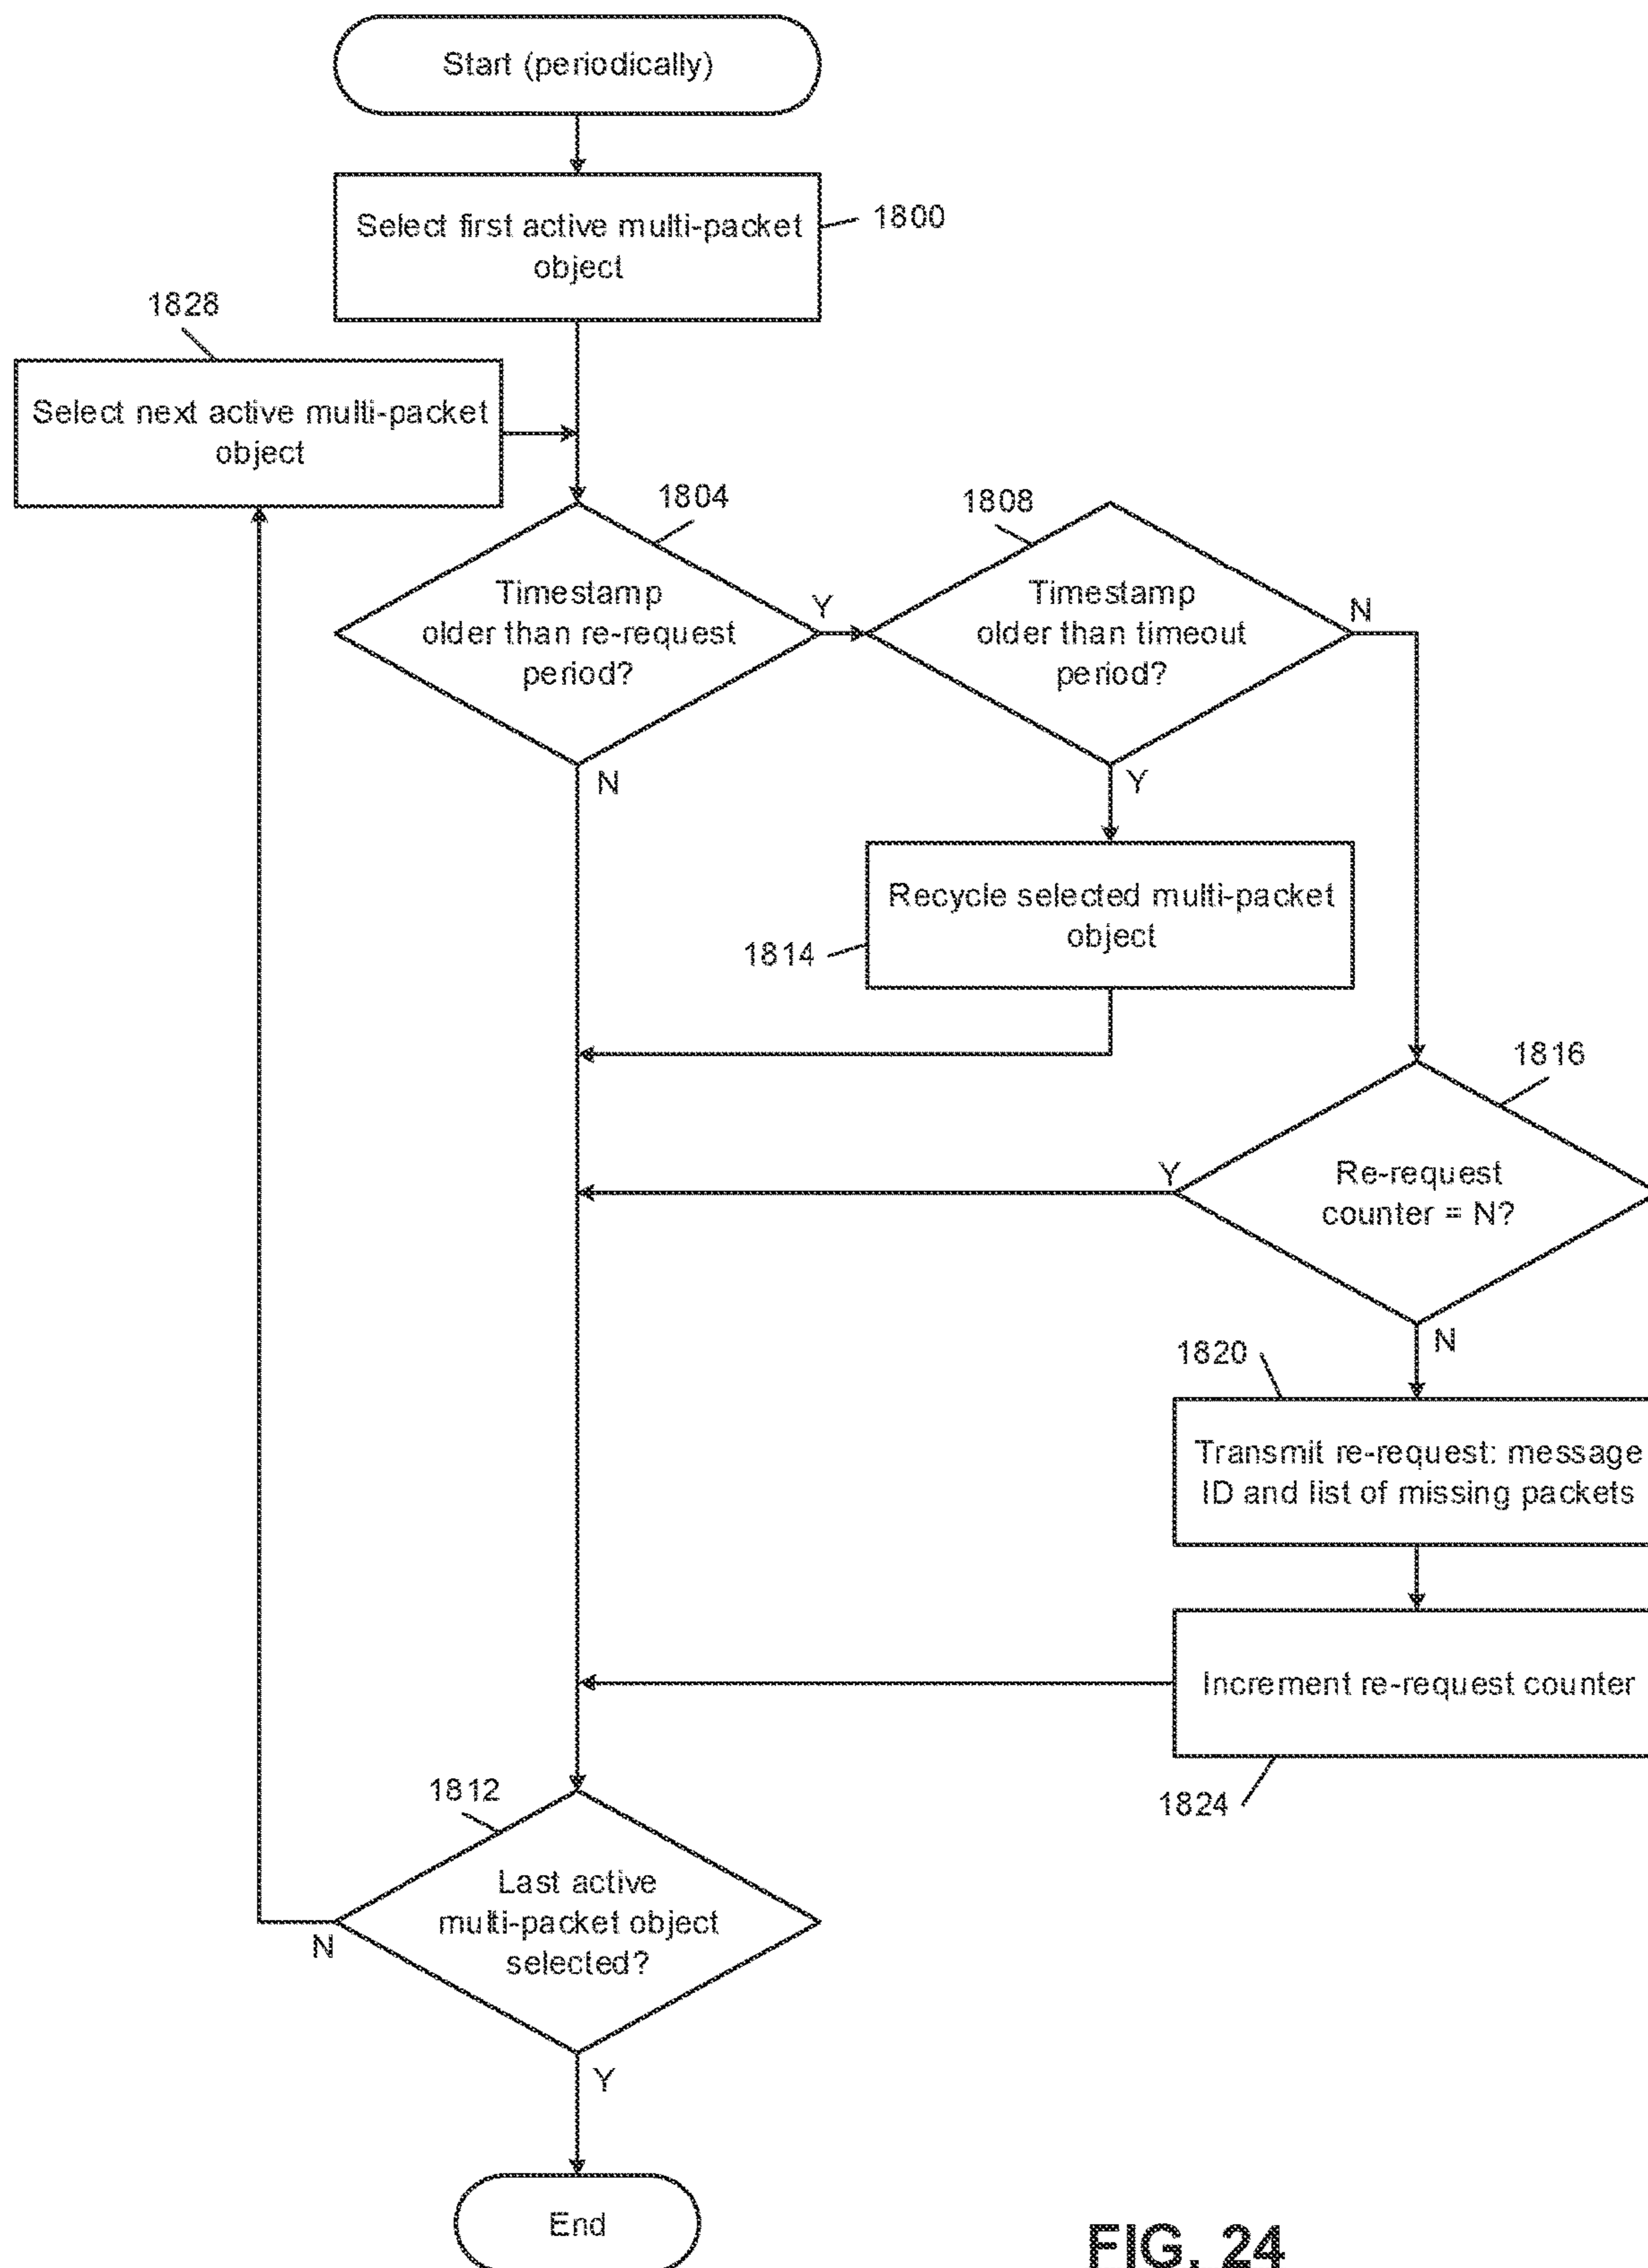 Start (periodically)
Select first active multi-packet
object
1800
1828
Select next active multi-packet
object
1804
1808
Timestamp
older than re-request
period?
Y
N
Timestamp
older than timeout
period?
N
Y
Recycle selected multi-packet
object
1814
1816
Re-request
counter = N?
Y
N
1820
Transmit re-request: message
ID and list of missing packets
Increment re-request counter
1824
1812
Last active
multi-packet object
selected?
N
Y
End
FIG. 24